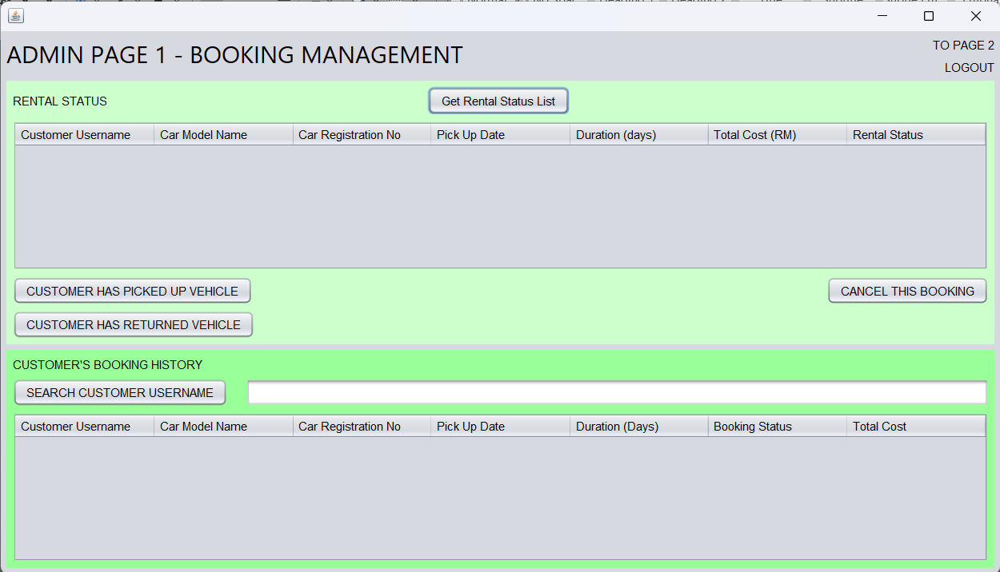 ADMIN PAGE 1 - BOOKING MANAGEMENT
TO PAGE 2
LOGOUT
RENTAL STATUS
Get Rental Status List
Customer Username Car Model Name Car Registration No Pick Up Date Duration (days) Total Cost (RM) Rental Status
CUSTOMER HAS PICKED UP VEHICLE
CANCEL THIS BOOKING
CUSTOMER HAS RETURNED VEHICLE
CUSTOMER'S BOOKING HISTORY
SEARCH CUSTOMER USERNAME
Customer Username Car Model Name Car Registration No Pick Up Date Duration (Days) Booking Status Total Cost